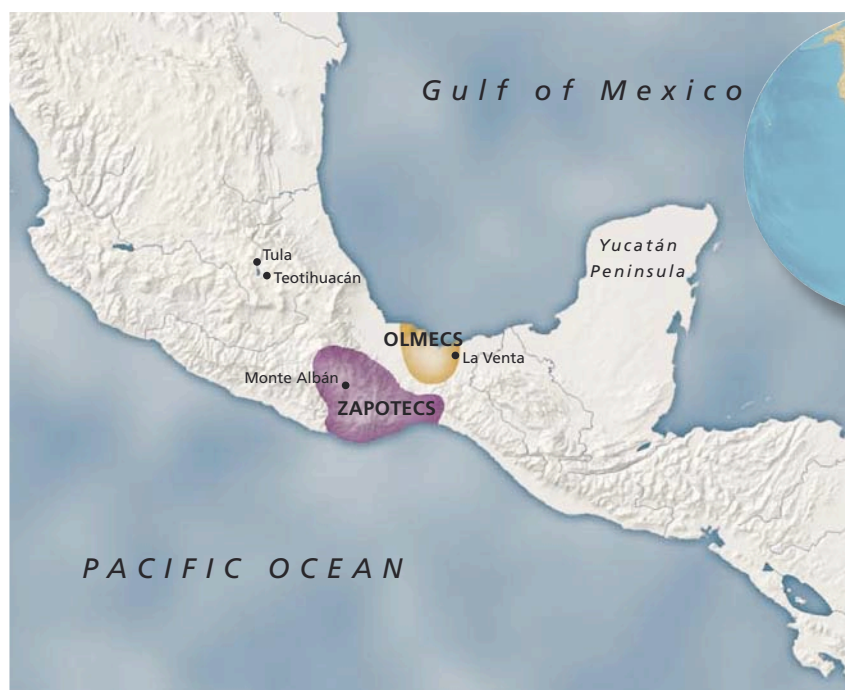 Gulf of Mexico
Yucatán
Peninsula
Tula
Teotihuacán
OLMECS
La Venta
Monte Albán
ZAPOTECS
PACIFIC OCEAN